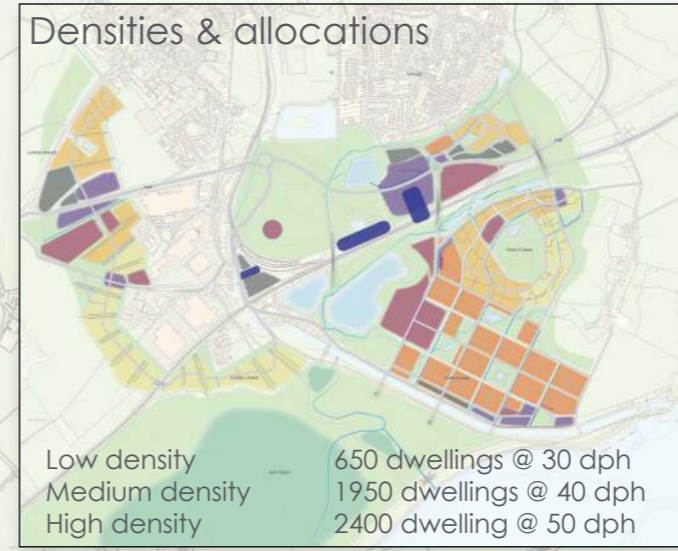 Densities & allocations
Low density 650 dwellings @ 30 dph
Medium density 1950 dwellings @ 40 dph
High density 2400 dwelling @ 50 dph